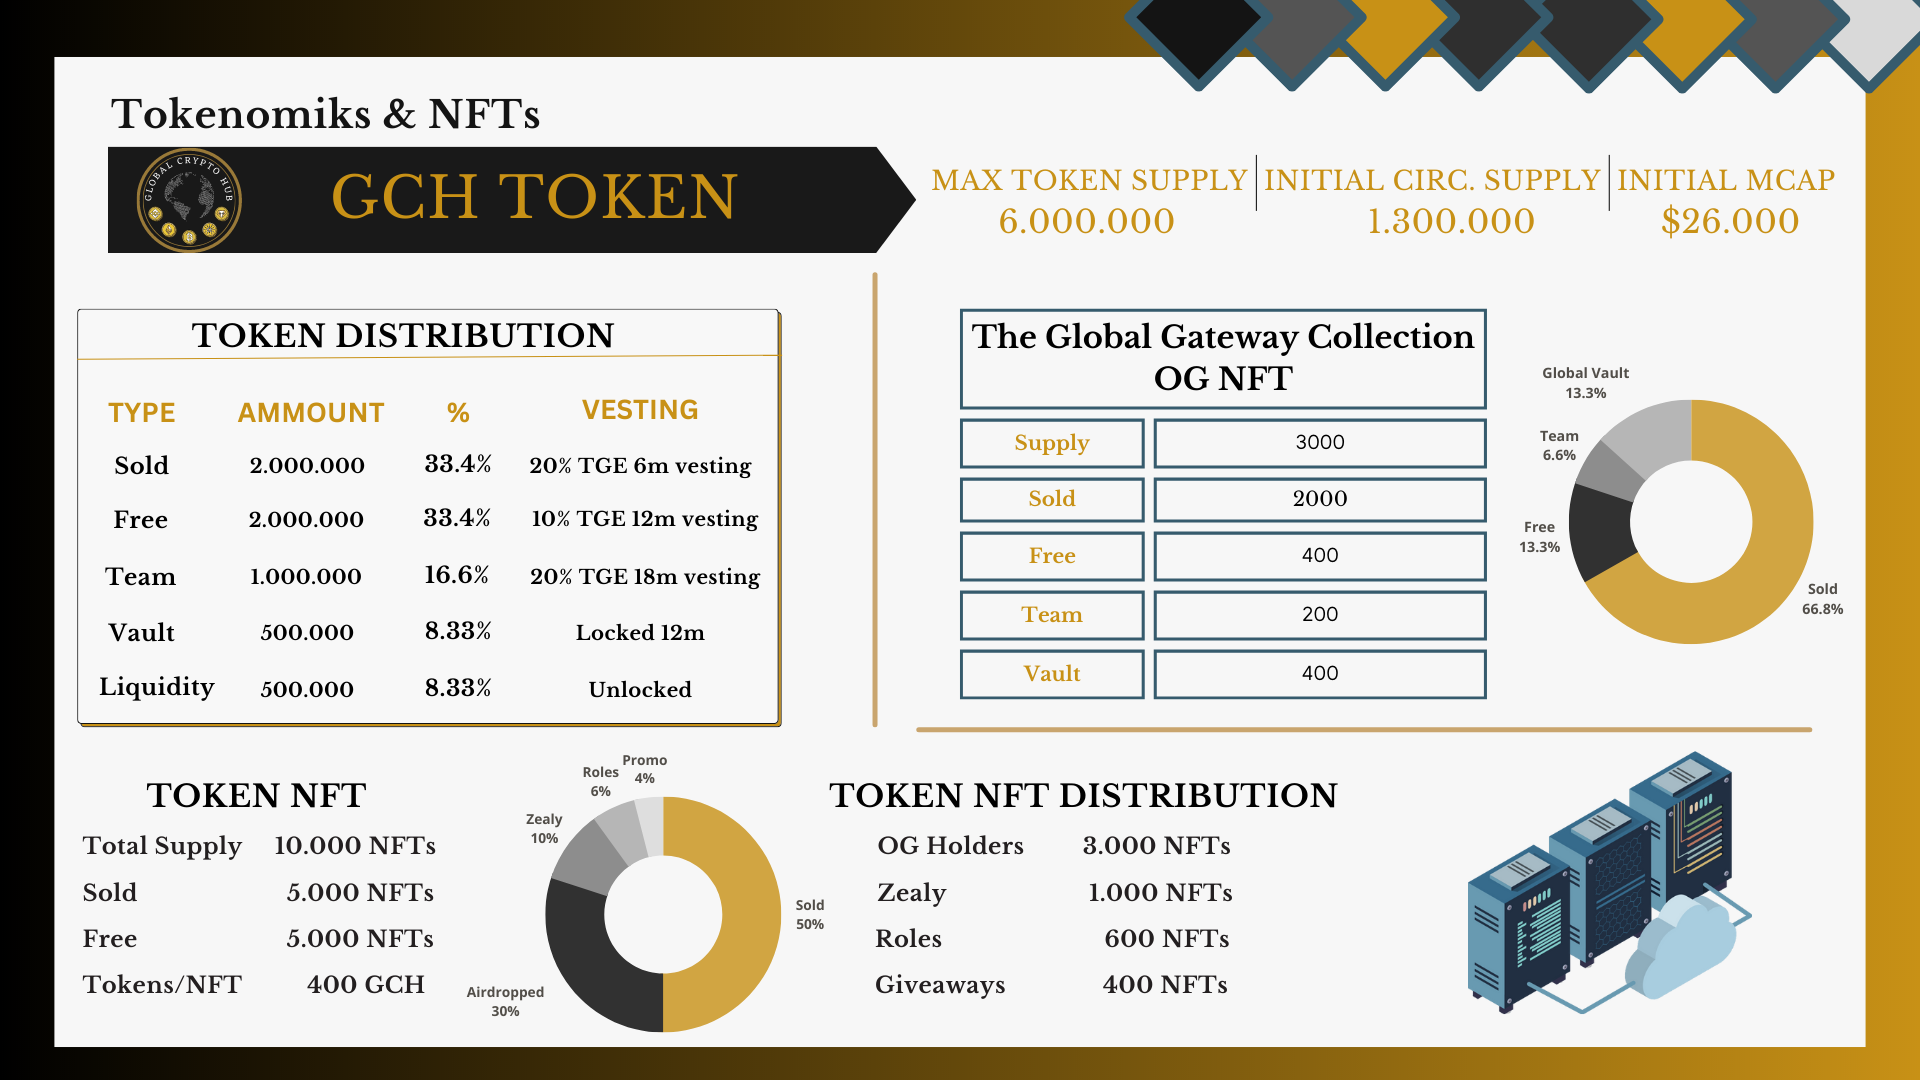 Tokenomiks & NFTs
GLOBAL CRYPTO HUB
GCH TOKEN
MAX TOKEN SUPPLY
6.000.000
INITIAL CIRC. SUPPLY
1.300.000
INITIAL MCAP
$26.000
TOKEN DISTRIBUTION
TYPE AMMOUNT % VESTING
Sold 2.000.000 33.4% 20% TGE 6m vesting
Free 2.000.000 33.4% 10% TGE 12m vesting
Team 1.000.000 16.6% 20% TGE 18m vesting
Vault 500.000 8.33% Locked 12m
Liquidity 500.000 8.33% Unlocked
The Global Gateway Collection
OG NFT
Supply 3000
Sold 2000
Free 400
Team 200
Vault 400
Global Vault
13.3%
Team
6.6%
Free
13.3%
Sold
66.8%
TOKEN NFT
Total Supply 10.000 NFTs
Sold 5.000 NFTs
Free 5.000 NFTs
Tokens/NFT 400 GCH
Promo
4%
Roles
6%
Zealy
10%
Sold
50%
Airdropped
30%
TOKEN NFT DISTRIBUTION
OG Holders 3.000 NFTs
Zealy 1.000 NFTs
Roles 600 NFTs
Giveaways 400 NFTs